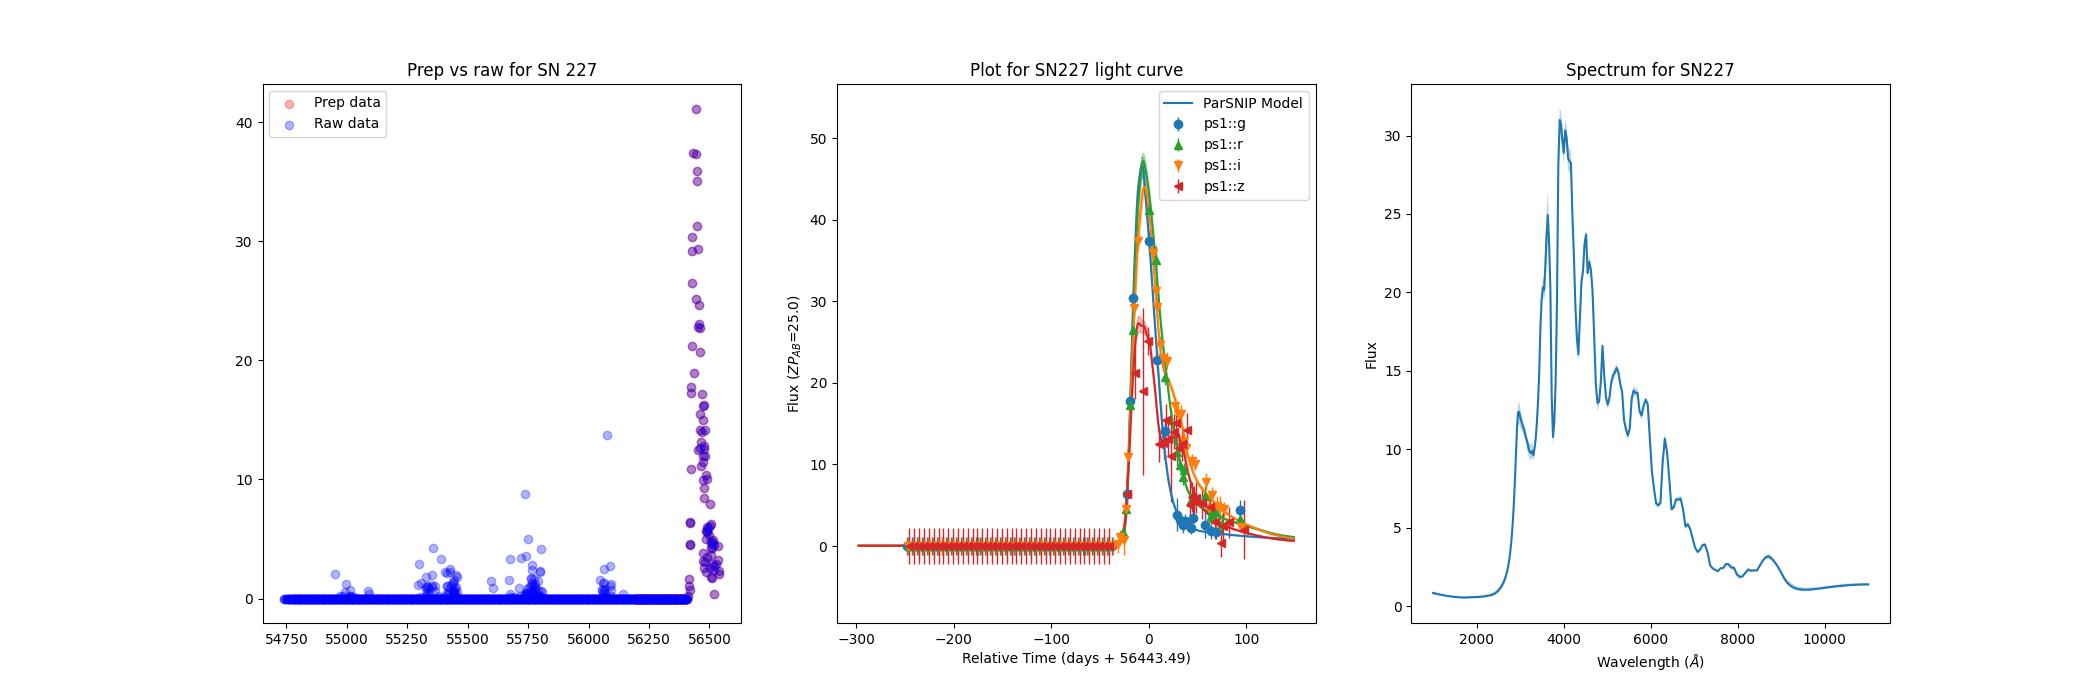 Prep vs raw for SN 227
Prep data
Raw data
40
30
20
10
0
54750 55000 55250 55500 55750 56000 56250 56500
Plot for SN227 light curve
ParSNIP Model
ps1::g
ps1::r
ps1::i
ps1::z
50
40
30
20
10
0
Flux (ZP_AB=25.0)
−300 −200 −100 0 100
Relative Time (days + 56443.49)
Spectrum for SN227
30
25
20
15
10
5
0
Flux
2000 4000 6000 8000 10000
Wavelength (Å)